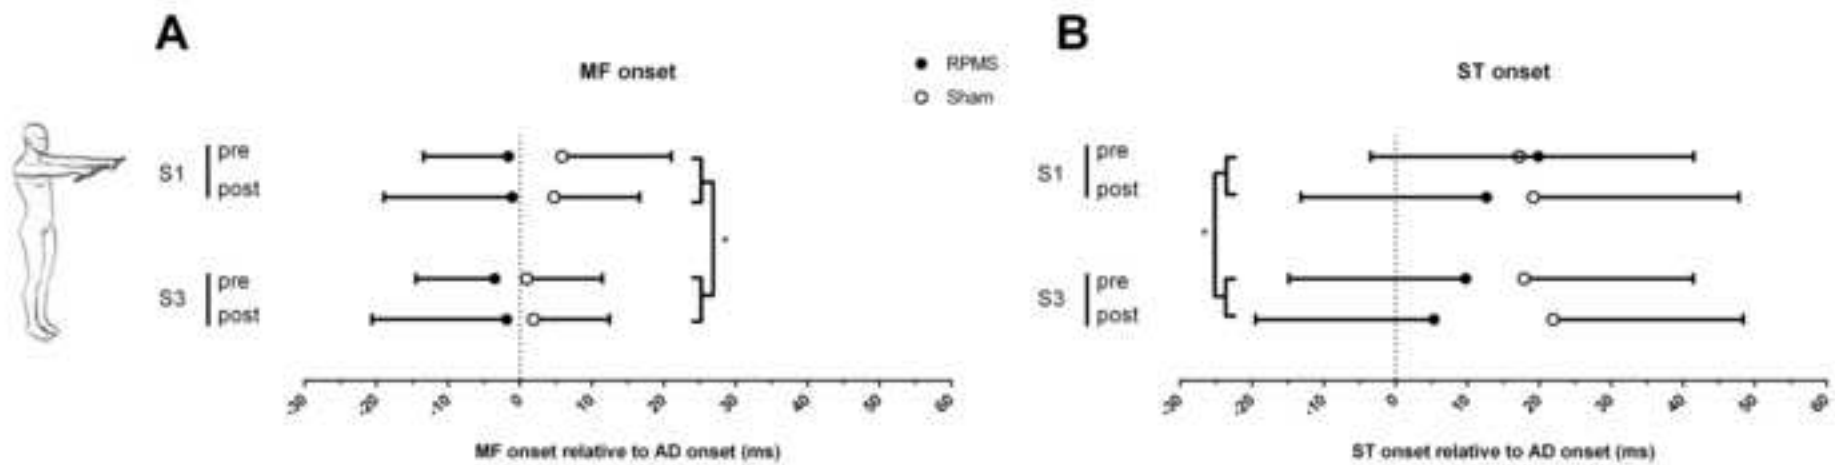 A
MF onset
RPMS
Sham
S1
pre
post
S3
pre
post
*
-30 -20 -10 0 10 20 30 40 50 60
MF onset relative to AD onset (ms)
B
ST onset
S1
pre
post
S3
pre
post
*
-30 -20 -10 0 10 20 30 40 50 60
ST onset relative to AD onset (ms)